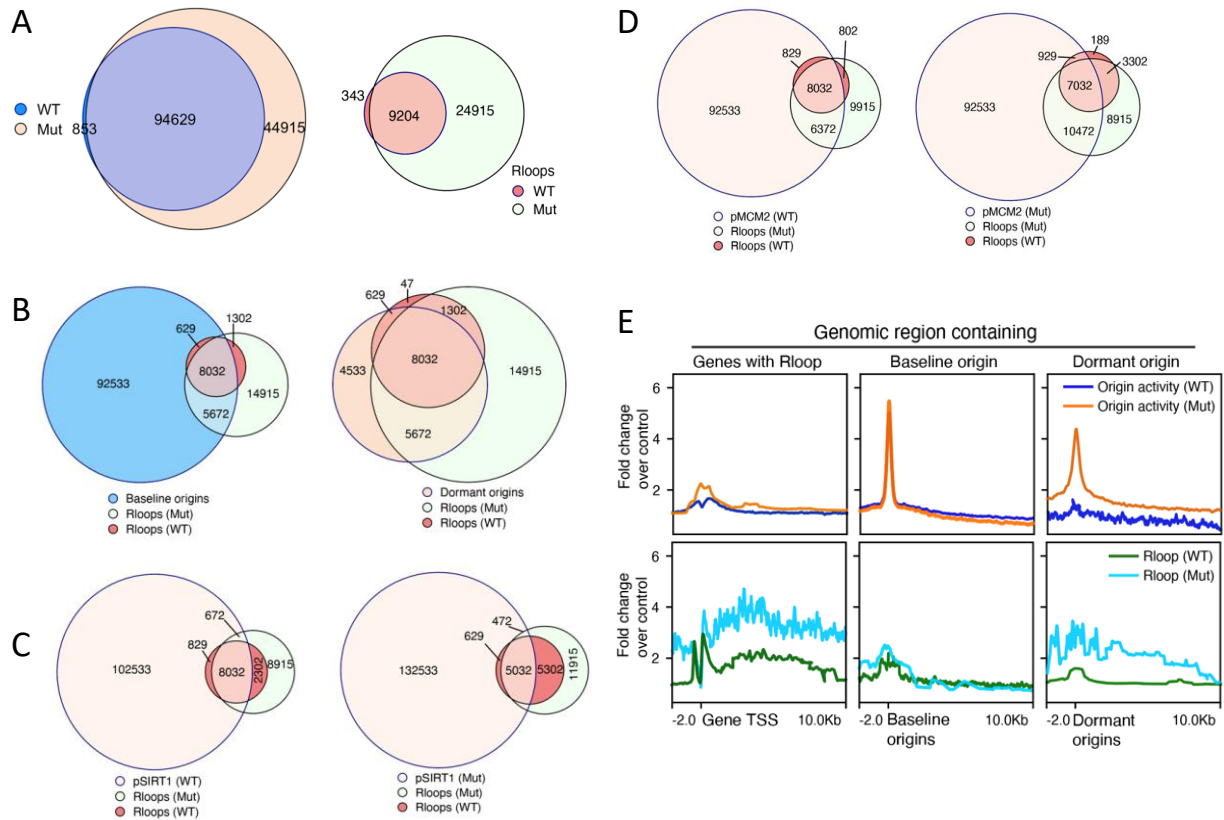 A
WT
Mut
853
94629
44915
343
9204
24915
Rloops
WT
Mut
D
829
802
8032
92533
9915
6372
pMCM2 (WT)
Rloops (Mut)
Rloops (WT)
189
929
3302
7032
92533
10472
8915
pMCM2 (Mut)
Rloops (Mut)
Rloops (WT)
B
629
1302
8032
92533
14915
5672
Baseline origins
Rloops (Mut)
Rloops (WT)
47
629
1302
8032
4533
14915
5672
Dormant origins
Rloops (Mut)
Rloops (WT)
C
672
829
102533
8032
2302
8915
pSIRT1 (WT)
Rloops (Mut)
Rloops (WT)
472
629
132533
5032
5302
11915
pSIRT1 (Mut)
Rloops (Mut)
Rloops (WT)
E
Genomic region containing
Genes with Rloop
Baseline origin
Dormant origin
Fold change
over control
6
4
2
Origin activity (WT)
Origin activity (Mut)
Fold change
over control
6
4
2
Rloop (WT)
Rloop (Mut)
-2.0 Gene TSS 10.0Kb
-2.0 Baseline 10.0Kb
origins
-2.0 Dormant 10.0Kb
origins